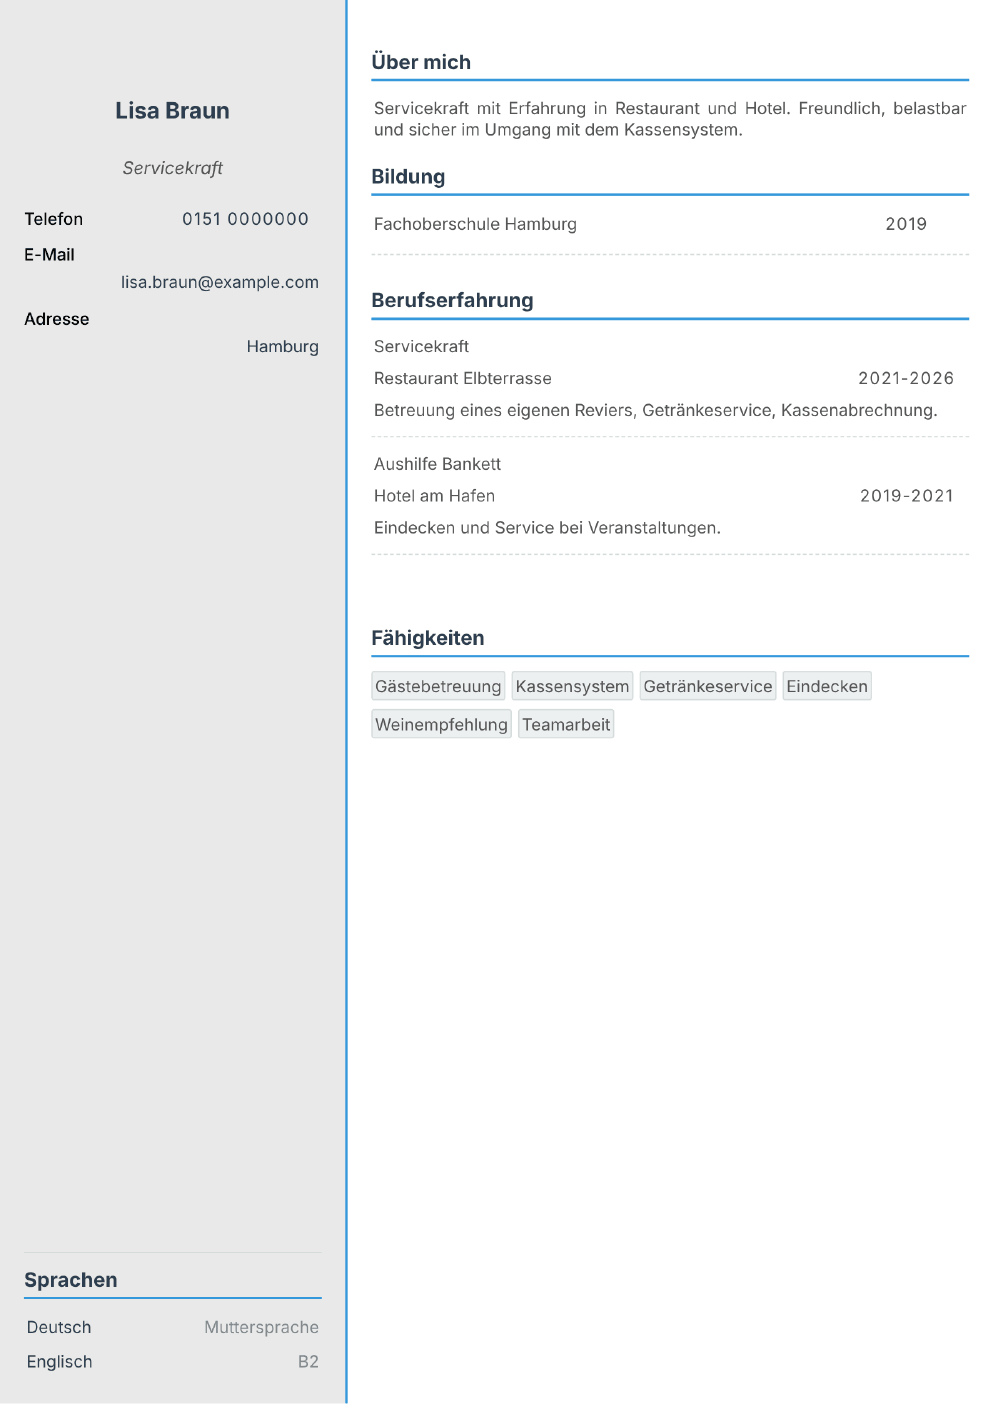 Lisa Braun
Servicekraft
Telefon 0151 0000000
E-Mail
lisa.braun@example.com
Adresse
Hamburg
Sprachen
Deutsch Muttersprache
Englisch B2
Über mich
Servicekraft mit Erfahrung in Restaurant und Hotel. Freundlich, belastbar
und sicher im Umgang mit dem Kassensystem.
Bildung
Fachoberschule Hamburg 2019
Berufserfahrung
Servicekraft
Restaurant Elbterrasse 2021-2026
Betreuung eines eigenen Reviers, Getränkeservice, Kassenabrechnung.
Aushilfe Bankett
Hotel am Hafen 2019-2021
Eindecken und Service bei Veranstaltungen.
Fähigkeiten
Gästebetreuung Kassensystem Getränkeservice Eindecken
Weinempfehlung Teamarbeit